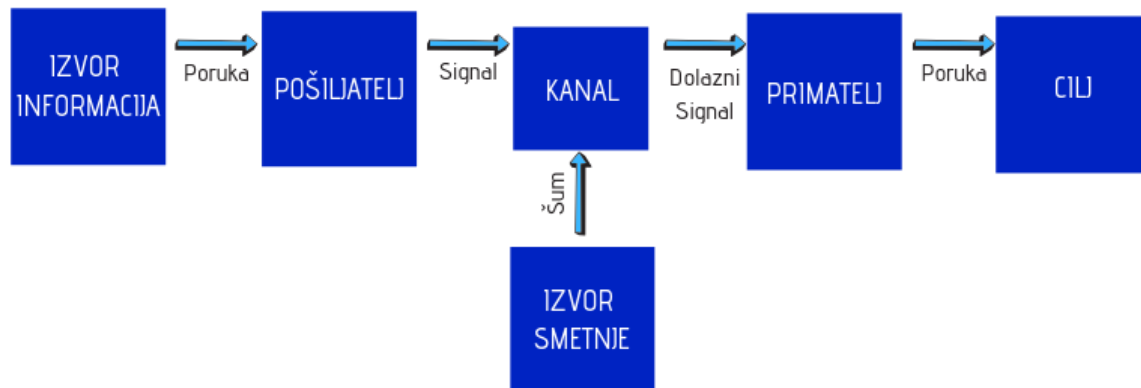 IZVOR
INFORMACIJA
Poruka
POŠILJATELJ
Signal
KANAL
Dolazni
Signal
PRIMATELJ
Poruka
CILJ
Šum
IZVOR
SMETNJE